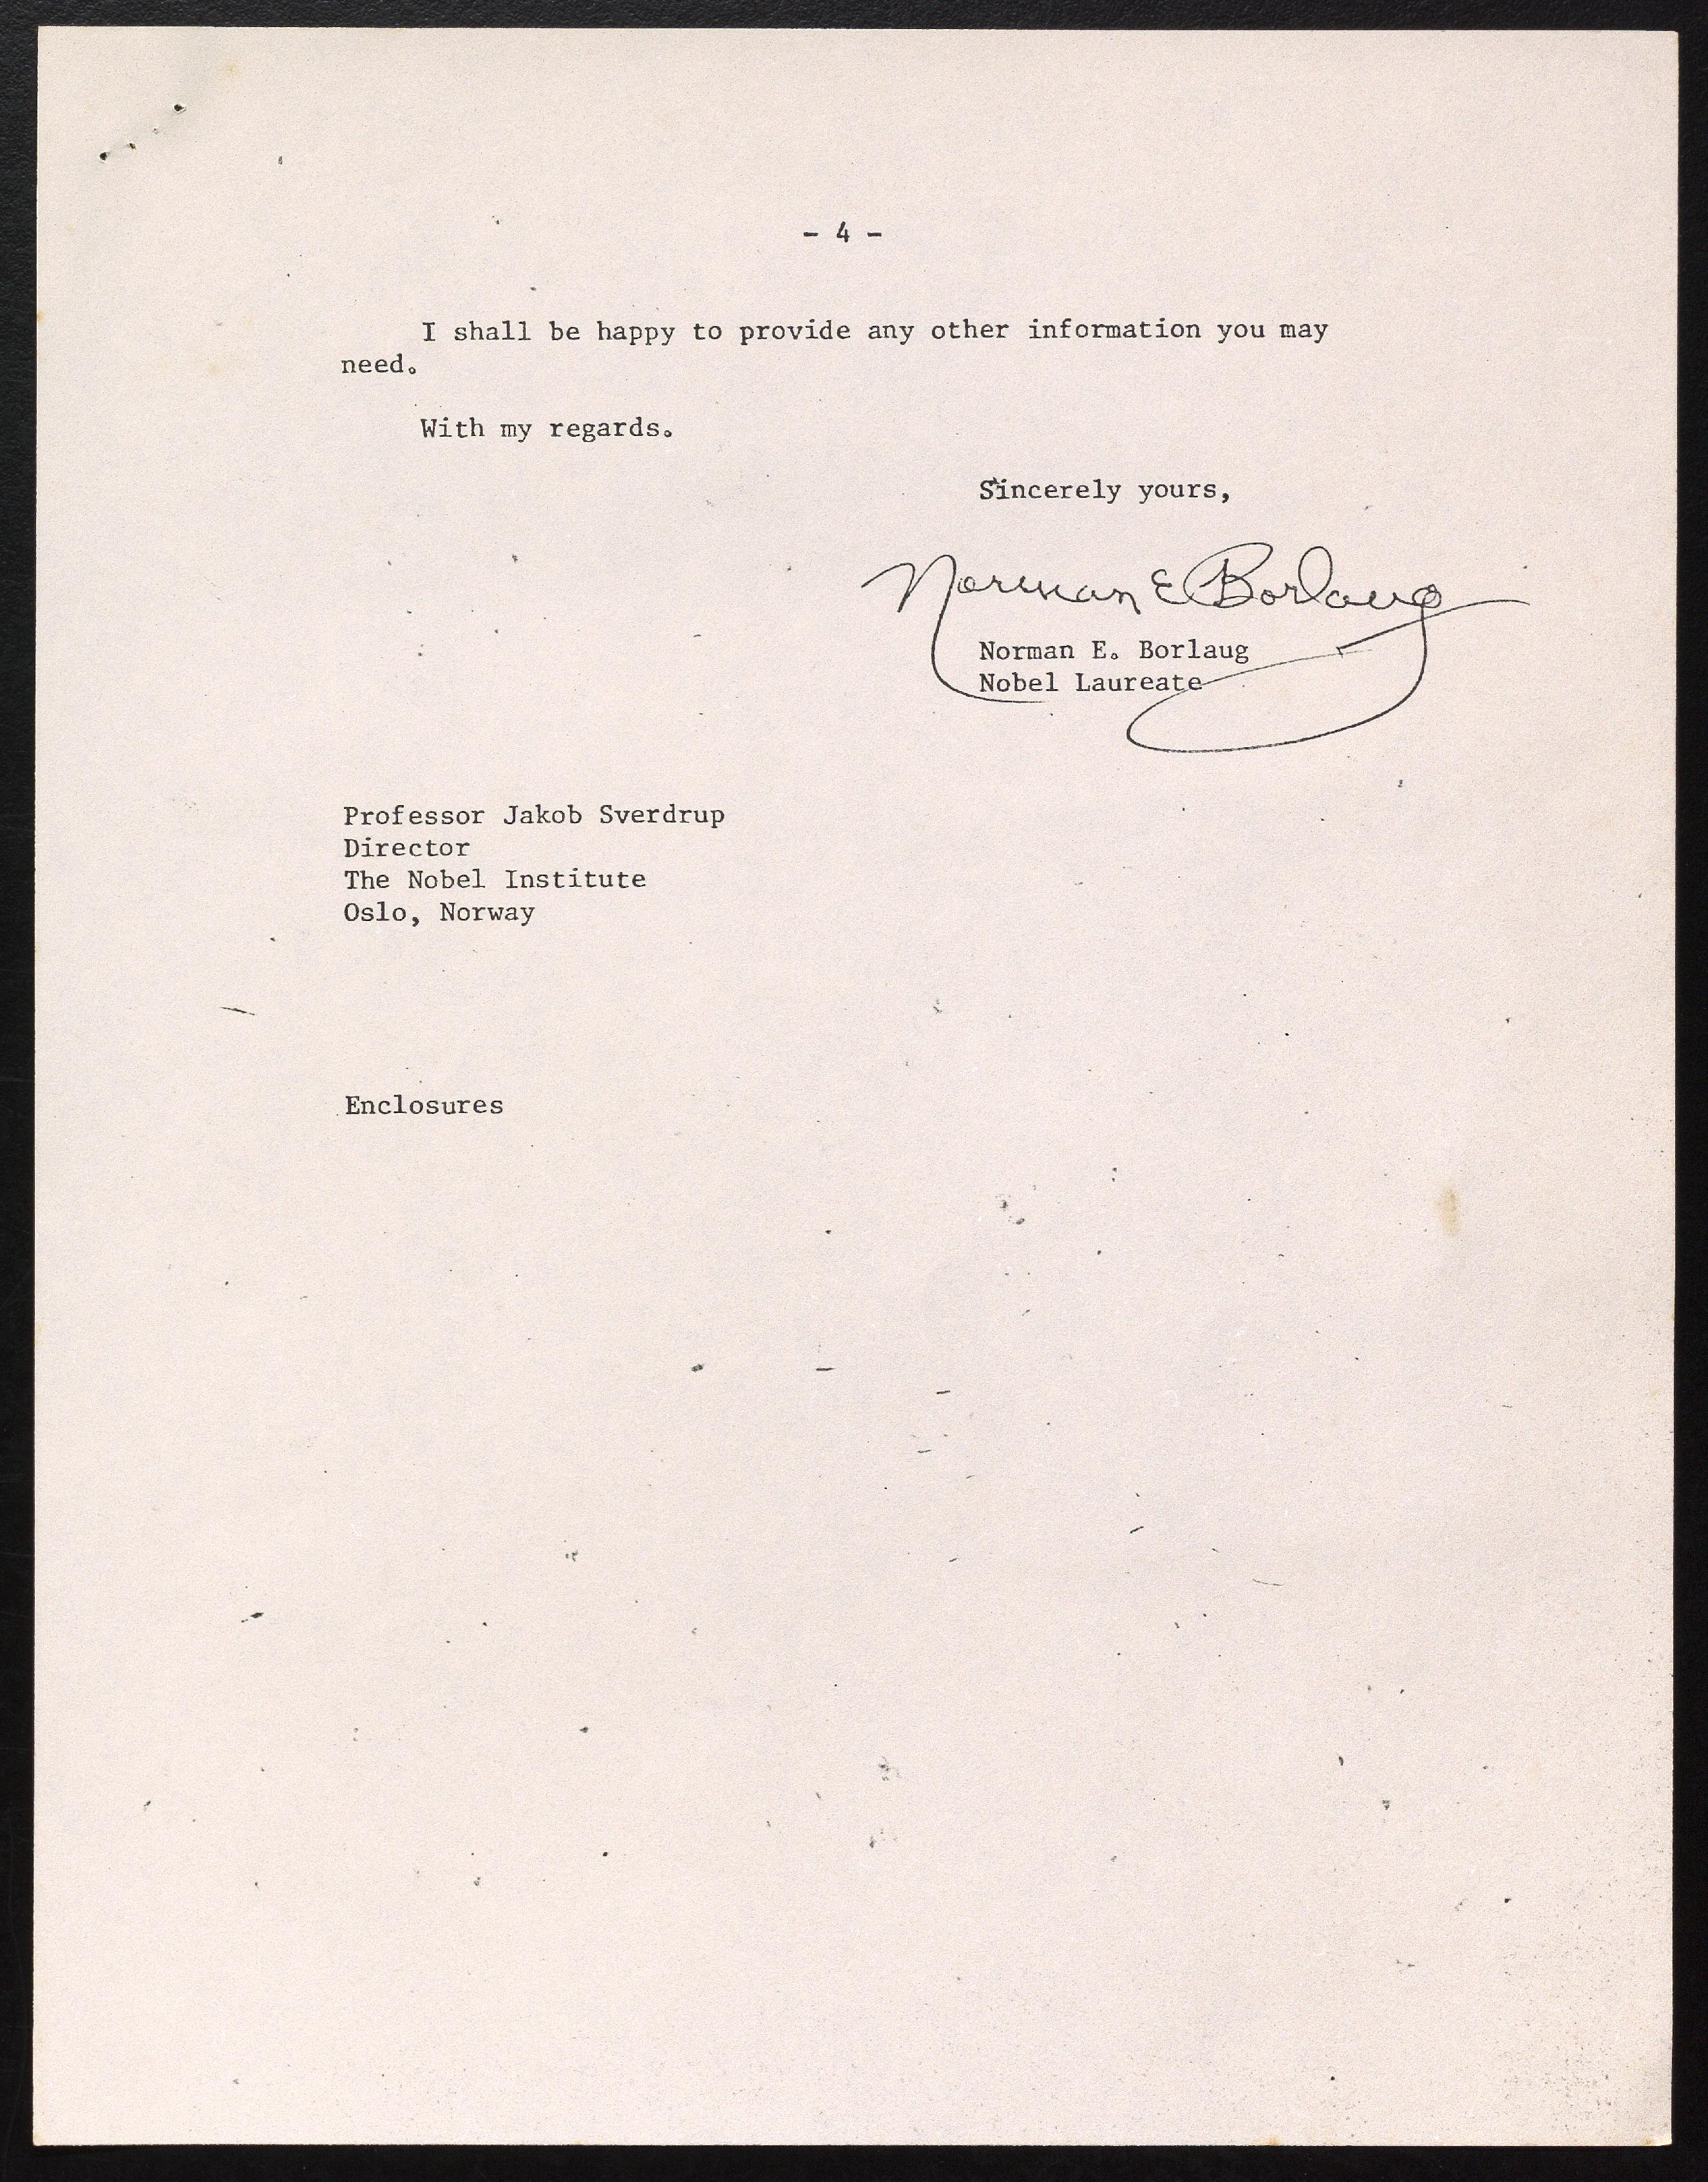 - 4 -
I shall be happy to provide any other information you may
need.
With my regards.
Sincerely yours,
Norman E Borlaug
Norman E. Borlaug
Nobel Laureate
Professor Jakob Sverdrup
Director
The Nobel Institute
Oslo, Norway
Enclosures